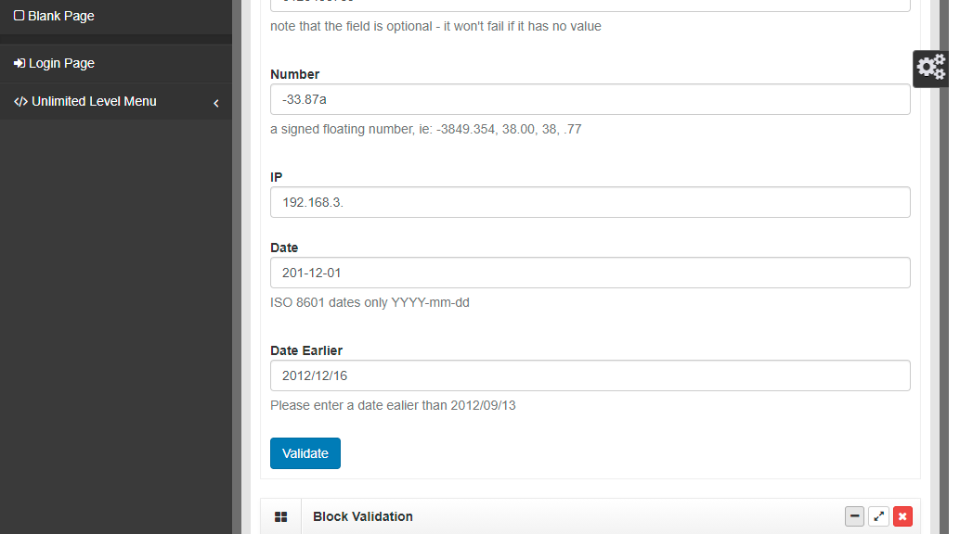 Blank Page
Login Page
</> Unlimited Level Menu
note that the field is optional - it won't fail if it has no value
Number
-33.87a
a signed floating number, ie: -3849.354, 38.00, 38, .77
IP
192.168.3.
Date
201-12-01
ISO 8601 dates only YYYY-mm-dd
Date Earlier
2012/12/16
Please enter a date ealier than 2012/09/13
Validate
Block Validation